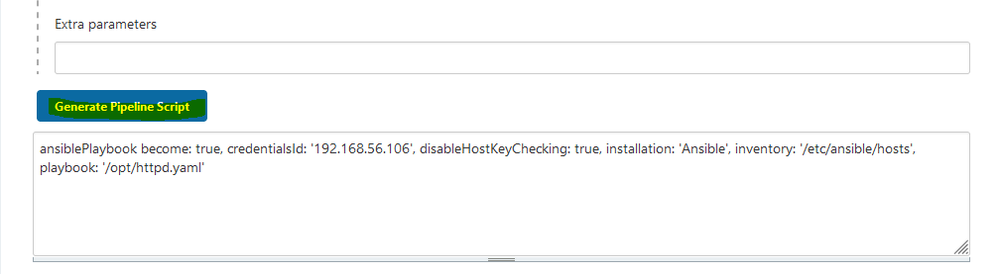 Extra parameters
Generate Pipeline Script
ansiblePlaybook become: true, credentialsId: '192.168.56.106', disableHostKeyChecking: true, installation: 'Ansible', inventory: '/etc/ansible/hosts',
playbook: '/opt/httpd.yaml'